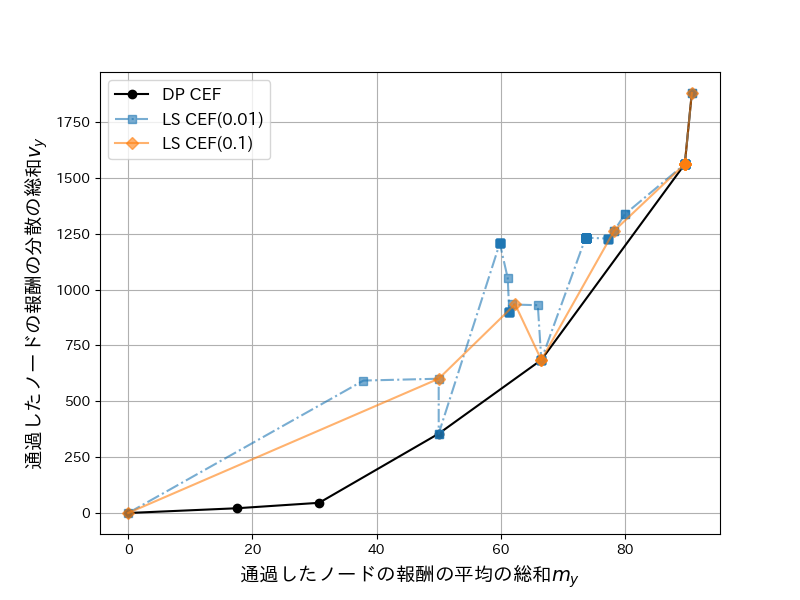 DP CEF
LS CEF(0.01)
LS CEF(0.1)
1750
1500
1250
1000
750
500
250
0
通過したノードの報酬の分散の総和v_y
0
20
40
60
80
通過したノードの報酬の平均の総和m_y